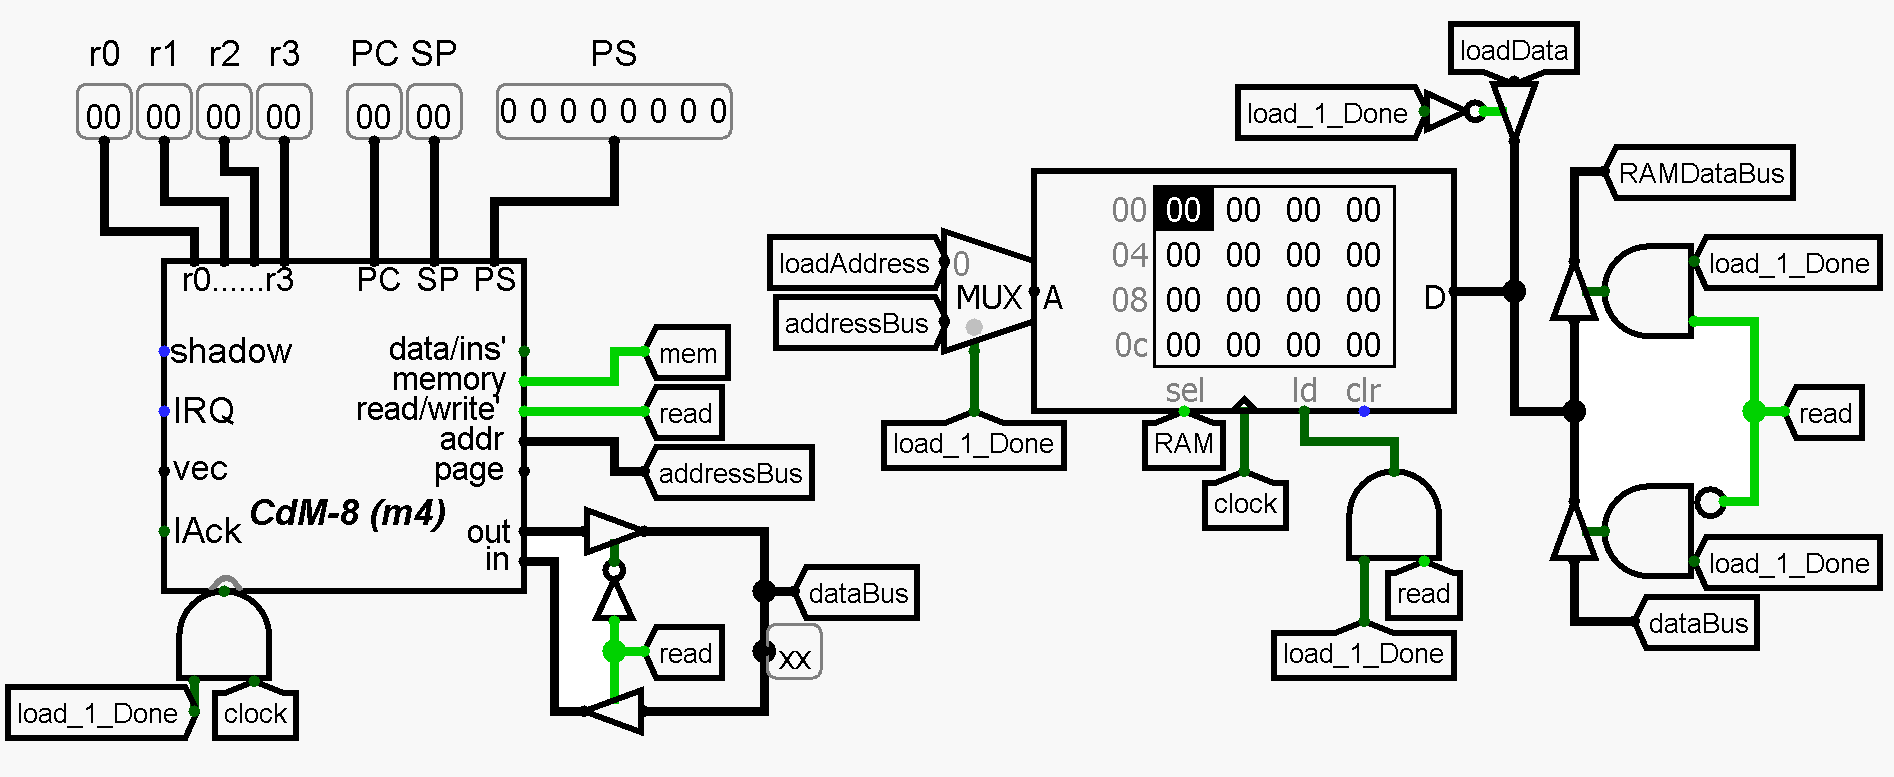 r0 r1 r2 r3 PC SP PS
00 00 00 00 00 00 0 0 0 0 0 0 0 0
r0......r3 PC SP PS
shadow data/ins'
memory
IRQ read/write'
addr
vec page
CdM-8 (m4)
IAck out
in
mem
read
addressBus
dataBus
read
xx
load_1_Done
clock
loadData
load_1_Done
RAMDataBus
loadAddress
addressBus
0
MUX
load_1_Done
A
00 00 00 00 00
04 00 00 00 00
08 00 00 00 00
0c 00 00 00 00
D
sel ld clr
RAM
clock
read
load_1_Done
load_1_Done
read
load_1_Done
dataBus